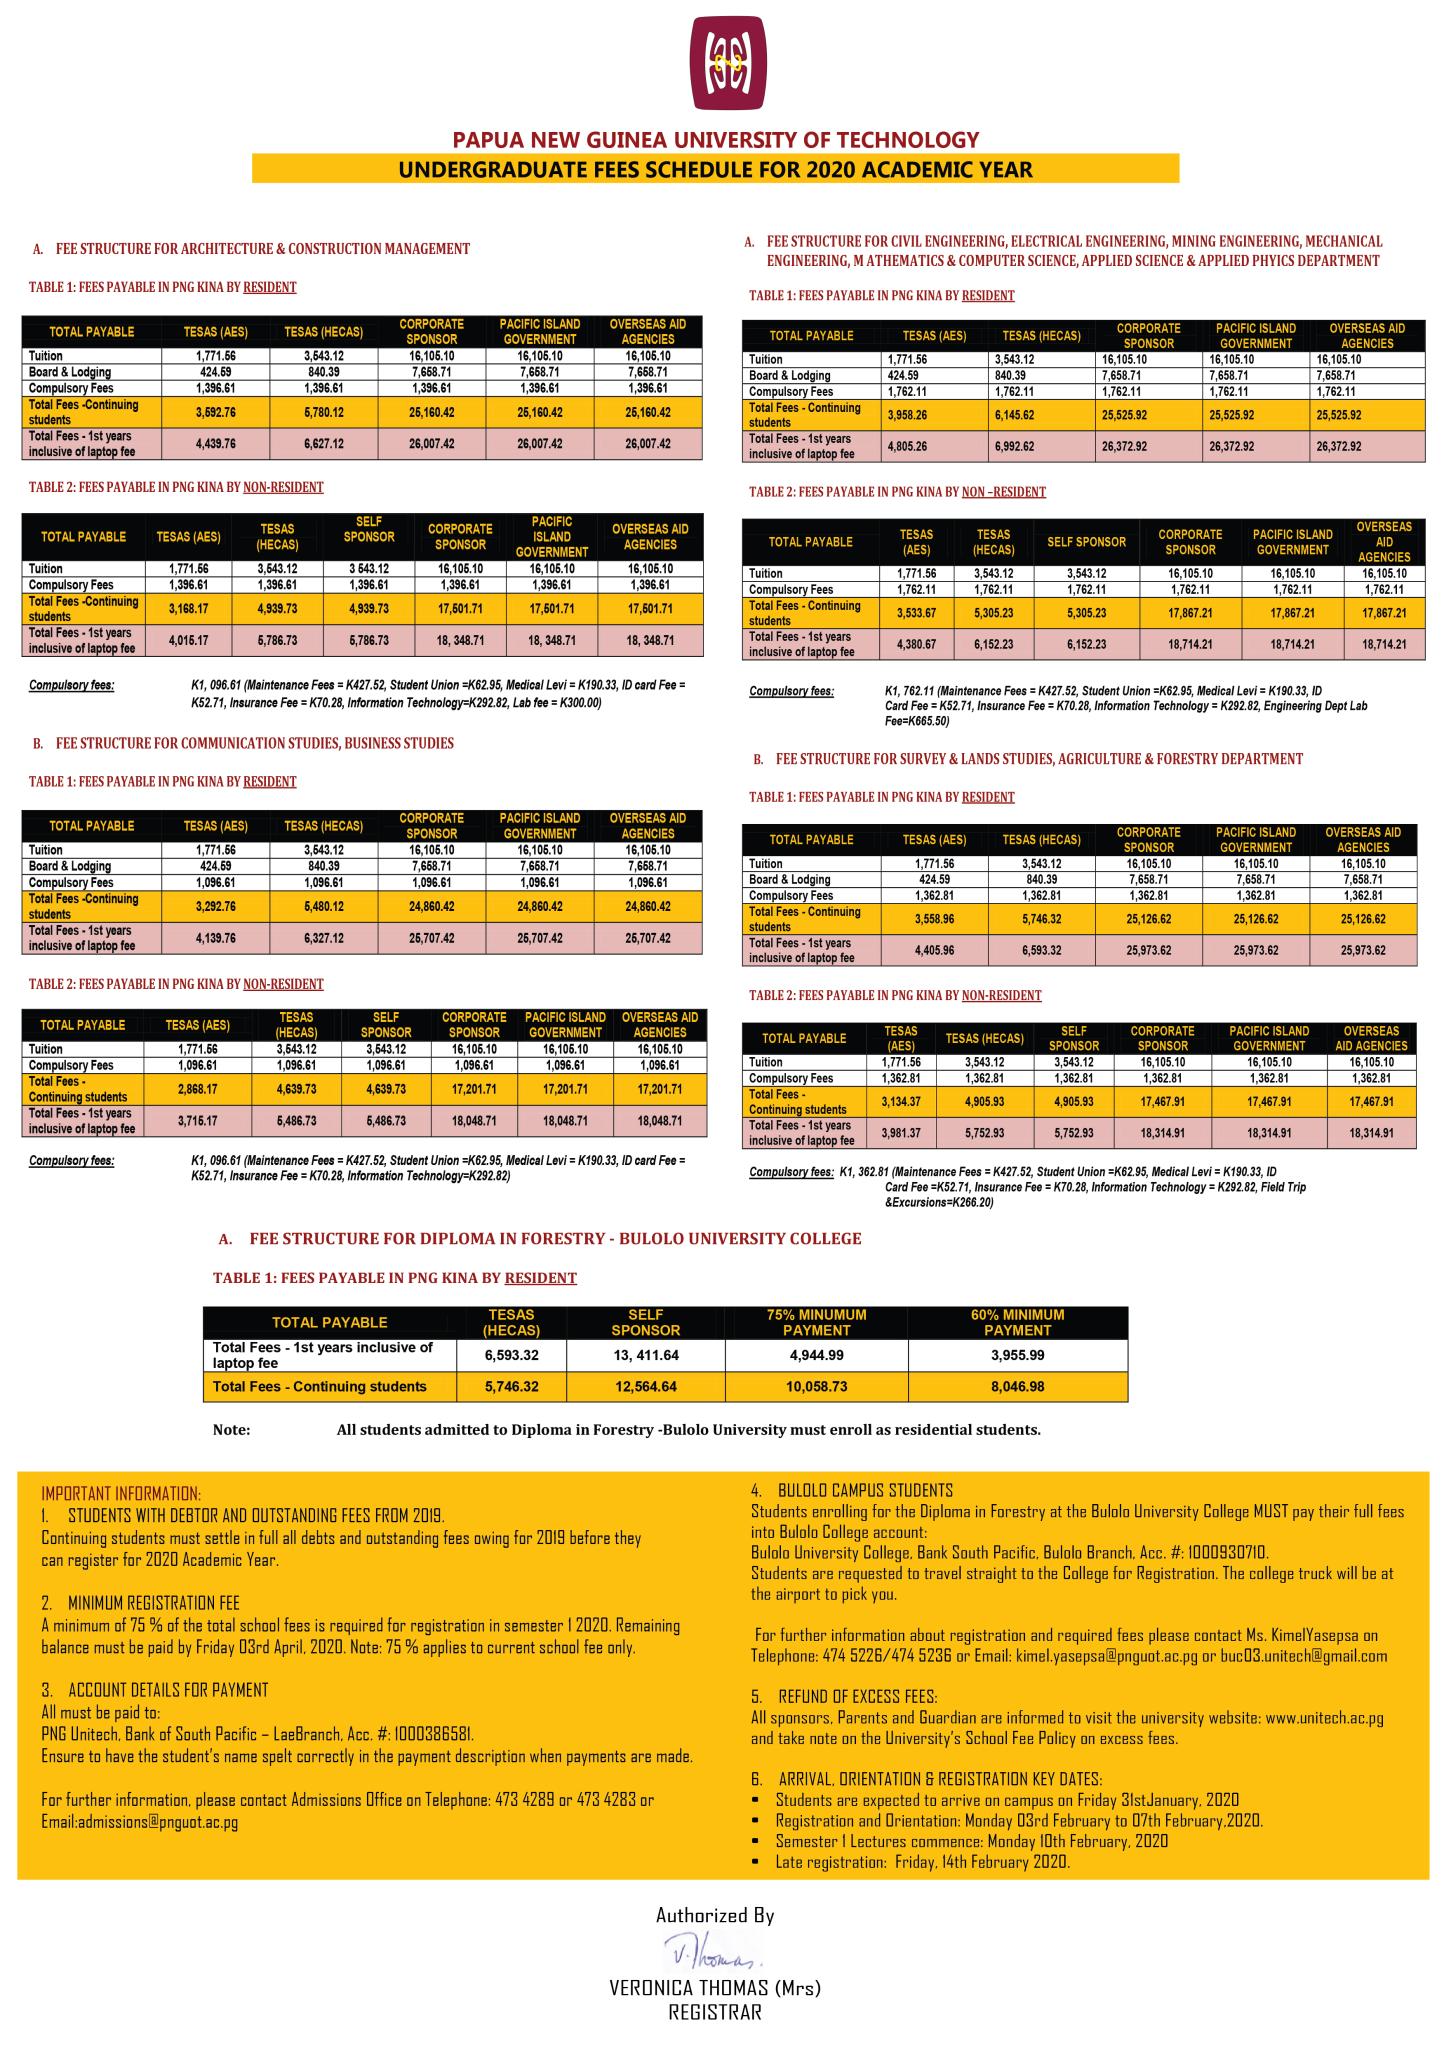 PAPUA NEW GUINEA UNIVERSITY OF TECHNOLOGY
UNDERGRADUATE FEES SCHEDULE FOR 2020 ACADEMIC YEAR
A. FEE STRUCTURE FOR ARCHITECTURE & CONSTRUCTION MANAGEMENT
TABLE 1: FEES PAYABLE IN PNG KINA BY RESIDENT
TOTAL PAYABLE TESAS (AES) TESAS (HECAS) CORPORATE SPONSOR PACIFIC ISLAND GOVERNMENT OVERSEAS AID AGENCIES
Tuition 1,771.56 3,543.12 16,105.10 16,105.10 16,105.10
Board & Lodging 424.59 840.39 7,658.71 7,658.71 7,658.71
Compulsory Fees 1,396.61 1,396.61 1,396.61 1,396.61 1,396.61
Total Fees -Continuing students 3,592.76 5,780.12 25,160.42 25,160.42 25,160.42
Total Fees - 1st years inclusive of laptop fee 4,439.76 6,627.12 26,007.42 26,007.42 26,007.42
TABLE 2: FEES PAYABLE IN PNG KINA BY NON-RESIDENT
TOTAL PAYABLE TESAS (AES) TESAS (HECAS) SELF SPONSOR CORPORATE SPONSOR PACIFIC ISLAND GOVERNMENT OVERSEAS AID AGENCIES
Tuition 1,771.56 3,543.12 3 543.12 16,105.10 16,105.10 16,105.10
Compulsory Fees 1,396.61 1,396.61 1,396.61 1,396.61 1,396.61 1,396.61
Total Fees -Continuing students 3,168.17 4,939.73 4,939.73 17,501.71 17,501.71 17,501.71
Total Fees - 1st years inclusive of laptop fee 4,015.17 5,786.73 5,786.73 18, 348.71 18, 348.71 18, 348.71
Compulsory fees: K1, 096.61 (Maintenance Fees = K427.52, Student Union =K62.95, Medical Levi = K190.33, ID card Fee =
K52.71, Insurance Fee = K70.28, Information Technology=K292.82, Lab fee = K300.00)
B. FEE STRUCTURE FOR COMMUNICATION STUDIES, BUSINESS STUDIES
TABLE 1: FEES PAYABLE IN PNG KINA BY RESIDENT
TOTAL PAYABLE TESAS (AES) TESAS (HECAS) CORPORATE SPONSOR PACIFIC ISLAND GOVERNMENT OVERSEAS AID AGENCIES
Tuition 1,771.56 3,543.12 16,105.10 16,105.10 16,105.10
Board & Lodging 424.59 840.39 7,658.71 7,658.71 7,658.71
Compulsory Fees 1,096.61 1,096.61 1,096.61 1,096.61 1,096.61
Total Fees -Continuing students 3,292.76 5,480.12 24,860.42 24,860.42 24,860.42
Total Fees - 1st years inclusive of laptop fee 4,139.76 6,327.12 25,707.42 25,707.42 25,707.42
TABLE 2: FEES PAYABLE IN PNG KINA BY NON-RESIDENT
TOTAL PAYABLE TESAS (AES) TESAS (HECAS) SELF SPONSOR CORPORATE SPONSOR PACIFIC ISLAND GOVERNMENT OVERSEAS AID AGENCIES
Tuition 1,771.56 3,543.12 3,543.12 16,105.10 16,105.10 16,105.10
Compulsory Fees 1,096.61 1,096.61 1,096.61 1,096.61 1,096.61 1,096.61
Total Fees - Continuing students 2,868.17 4,639.73 4,639.73 17,201.71 17,201.71 17,201.71
Total Fees - 1st years inclusive of laptop fee 3,715.17 5,486.73 5,486.73 18,048.71 18,048.71 18,048.71
Compulsory fees: K1, 096.61 (Maintenance Fees = K427.52, Student Union =K62.95, Medical Levi = K190.33, ID card Fee =
K52.71, Insurance Fee = K70.28, Information Technology=K292.82)
A. FEE STRUCTURE FOR CIVIL ENGINEERING, ELECTRICAL ENGINEERING, MINING ENGINEERING, MECHANICAL
ENGINEERING, M ATHEMATICS & COMPUTER SCIENCE, APPLIED SCIENCE & APPLIED PHYICS DEPARTMENT
TABLE 1: FEES PAYABLE IN PNG KINA BY RESIDENT
TOTAL PAYABLE TESAS (AES) TESAS (HECAS) CORPORATE SPONSOR PACIFIC ISLAND GOVERNMENT OVERSEAS AID AGENCIES
Tuition 1,771.56 3,543.12 16,105.10 16,105.10 16,105.10
Board & Lodging 424.59 840.39 7,658.71 7,658.71 7,658.71
Compulsory Fees 1,762.11 1,762.11 1,762.11 1,762.11 1,762.11
Total Fees - Continuing students 3,958.26 6,145.62 25,525.92 25,525.92 25,525.92
Total Fees - 1st years inclusive of laptop fee 4,805.26 6,992.62 26,372.92 26,372.92 26,372.92
TABLE 2: FEES PAYABLE IN PNG KINA BY NON –RESIDENT
TOTAL PAYABLE TESAS (AES) TESAS (HECAS) SELF SPONSOR CORPORATE SPONSOR PACIFIC ISLAND GOVERNMENT OVERSEAS AID AGENCIES
Tuition 1,771.56 3,543.12 3,543.12 16,105.10 16,105.10 16,105.10
Compulsory Fees 1,762.11 1,762.11 1,762.11 1,762.11 1,762.11 1,762.11
Total Fees - Continuing students 3,533.67 5,305.23 5,305.23 17,867.21 17,867.21 17,867.21
Total Fees - 1st years inclusive of laptop fee 4,380.67 6,152.23 6,152.23 18,714.21 18,714.21 18,714.21
Compulsory fees: K1, 762.11 (Maintenance Fees = K427.52, Student Union =K62.95, Medical Levi = K190.33, ID
Card Fee =K52.71, Insurance Fee = K70.28, Information Technology = K292.82, Engineering Dept Lab
Fee=K665.50)
B. FEE STRUCTURE FOR SURVEY & LANDS STUDIES, AGRICULTURE & FORESTRY DEPARTMENT
TABLE 1: FEES PAYABLE IN PNG KINA BY RESIDENT
TOTAL PAYABLE TESAS (AES) TESAS (HECAS) CORPORATE SPONSOR PACIFIC ISLAND GOVERNMENT OVERSEAS AID AGENCIES
Tuition 1,771.56 3,543.12 16,105.10 16,105.10 16,105.10
Board & Lodging 424.59 840.39 7,658.71 7,658.71 7,658.71
Compulsory Fees 1,362.81 1,362.81 1,362.81 1,362.81 1,362.81
Total Fees - Continuing students 3,558.96 5,746.32 25,126.62 25,126.62 25,126.62
Total Fees - 1st years inclusive of laptop fee 4,405.96 6,593.32 25,973.62 25,973.62 25,973.62
TABLE 2: FEES PAYABLE IN PNG KINA BY NON-RESIDENT
TOTAL PAYABLE TESAS (AES) TESAS (HECAS) SELF SPONSOR CORPORATE SPONSOR PACIFIC ISLAND GOVERNMENT OVERSEAS AID AGENCIES
Tuition 1,771.56 3,543.12 3,543.12 16,105.10 16,105.10 16,105.10
Compulsory Fees 1,362.81 1,362.81 1,362.81 1,362.81 1,362.81 1,362.81
Total Fees - Continuing students 3,134.37 4,905.93 4,905.93 17,467.91 17,467.91 17,467.91
Total Fees - 1st years inclusive of laptop fee 3,981.37 5,752.93 5,752.93 18,314.91 18,314.91 18,314.91
Compulsory fees: K1, 362.81 (Maintenance Fees = K427.52, Student Union =K62.95, Medical Levi = K190.33, ID
Card Fee =K52.71, Insurance Fee = K70.28, Information Technology = K292.82, Field Trip
&Excursions=K266.20)
A. FEE STRUCTURE FOR DIPLOMA IN FORESTRY - BULOLO UNIVERSITY COLLEGE
TABLE 1: FEES PAYABLE IN PNG KINA BY RESIDENT
TOTAL PAYABLE TESAS (HECAS) SELF SPONSOR 75% MINUMUM PAYMENT 60% MINIMUM PAYMENT
Total Fees - 1st years inclusive of laptop fee 6,593.32 13, 411.64 4,944.99 3,955.99
Total Fees - Continuing students 5,746.32 12,564.64 10,058.73 8,046.98
Note: All students admitted to Diploma in Forestry -Bulolo University must enroll as residential students.
IMPORTANT INFORMATION:
1. STUDENTS WITH DEBTOR AND OUTSTANDING FEES FROM 2019.
Continuing students must settle in full all debts and outstanding fees owing for 2019 before they
can register for 2020 Academic Year.
2. MINIMUM REGISTRATION FEE
A minimum of 75 % of the total school fees is required for registration in semester 1 2020. Remaining
balance must be paid by Friday 03rd April, 2020. Note: 75 % applies to current school fee only.
3. ACCOUNT DETAILS FOR PAYMENT
All must be paid to:
PNG Unitech, Bank of South Pacific – LaeBranch, Acc. #: 1000386581.
Ensure to have the student's name spelt correctly in the payment description when payments are made.
For further information, please contact Admissions Office on Telephone: 473 4289 or 473 4283 or
Email:admissions@pnguot.ac.pg
4. BULOLO CAMPUS STUDENTS
Students enrolling for the Diploma in Forestry at the Bulolo University College MUST pay their full fees
into Bulolo College account:
Bulolo University College, Bank South Pacific, Bulolo Branch, Acc. #: 1000930710.
Students are requested to travel straight to the College for Registration. The college truck will be at
the airport to pick you.
For further information about registration and required fees please contact Ms. KimelYasepsa on
Telephone: 474 5226/474 5236 or Email: kimel.yasepsa@pnguot.ac.pg or buc03.unitech@gmail.com
5. REFUND OF EXCESS FEES:
All sponsors, Parents and Guardian are informed to visit the university website: www.unitech.ac.pg
and take note on the University's School Fee Policy on excess fees.
6. ARRIVAL, ORIENTATION & REGISTRATION KEY DATES:
▪ Students are expected to arrive on campus on Friday 31stJanuary, 2020
▪ Registration and Orientation: Monday 03rd February to 07th February,2020.
▪ Semester 1 Lectures commence: Monday 10th February, 2020
▪ Late registration: Friday, 14th February 2020.
Authorized By
V.Thomas.
VERONICA THOMAS (Mrs)
REGISTRAR